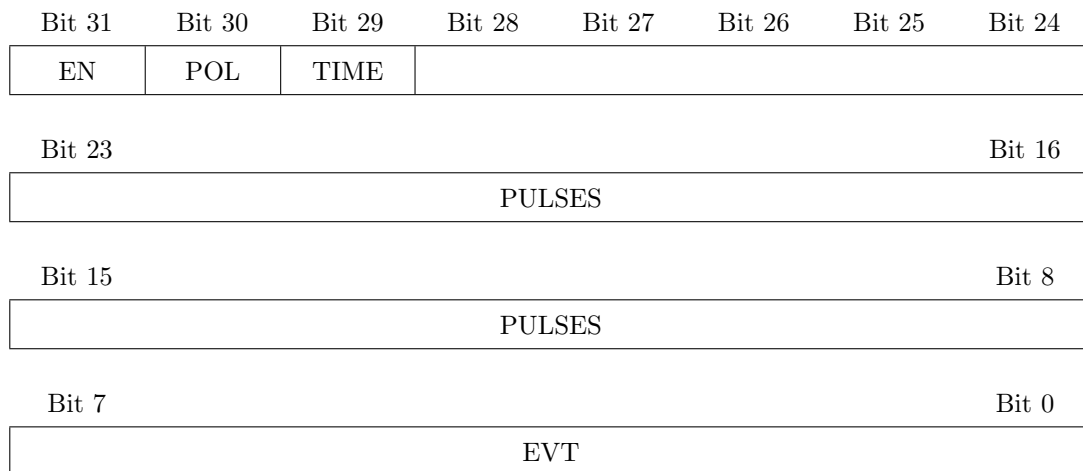 Bit 31 Bit 30 Bit 29 Bit 28 Bit 27 Bit 26 Bit 25 Bit 24
EN POL TIME
Bit 23 Bit 16
PULSES
Bit 15 Bit 8
PULSES
Bit 7 Bit 0
EVT